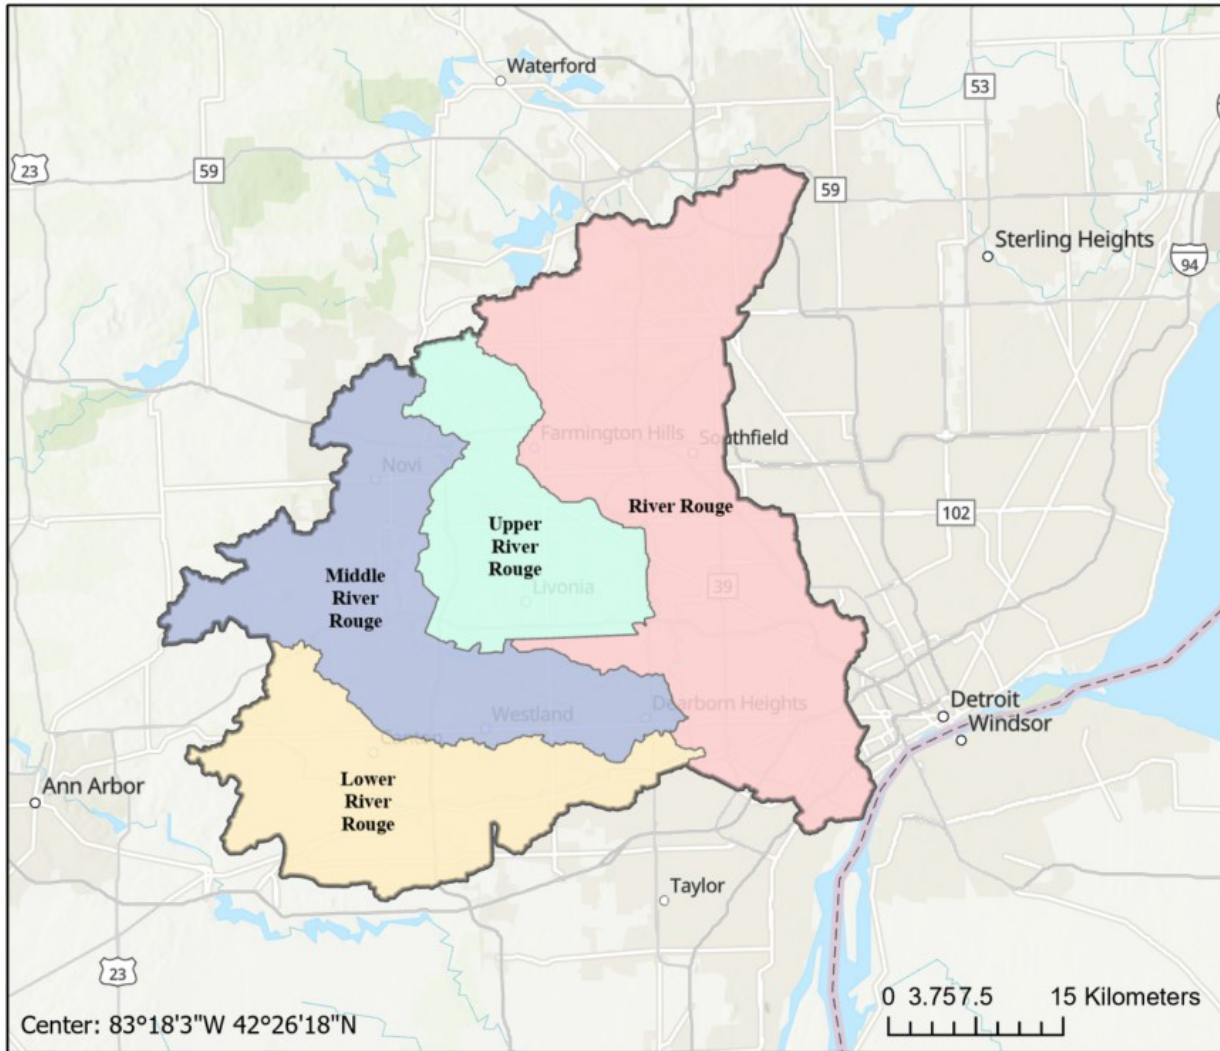 Waterford
53
23
59
59
Sterling Heights
94
Farmington Hills
Southfield
Novi
River Rouge
102
Upper
River
Rouge
Middle
River
Rouge
Livonia
39
Dearborn Heights
Westland
Detroit
Windsor
Canton
Ann Arbor
Lower
River
Rouge
Taylor
23
0 3.757.5 15 Kilometers
Center: 83°18'3"W 42°26'18"N